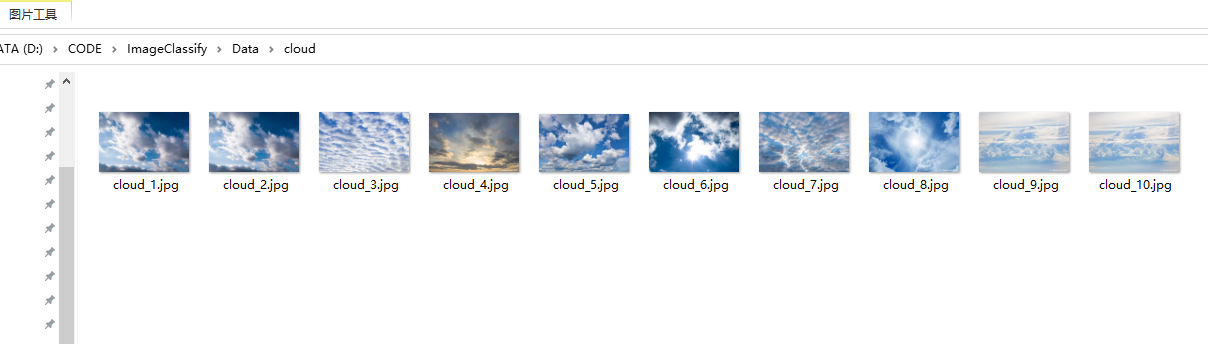 图片工具
ATA (D:) › CODE › ImageClassify › Data › cloud
cloud_1.jpg cloud_2.jpg cloud_3.jpg cloud_4.jpg cloud_5.jpg cloud_6.jpg cloud_7.jpg cloud_8.jpg cloud_9.jpg cloud_10.jpg